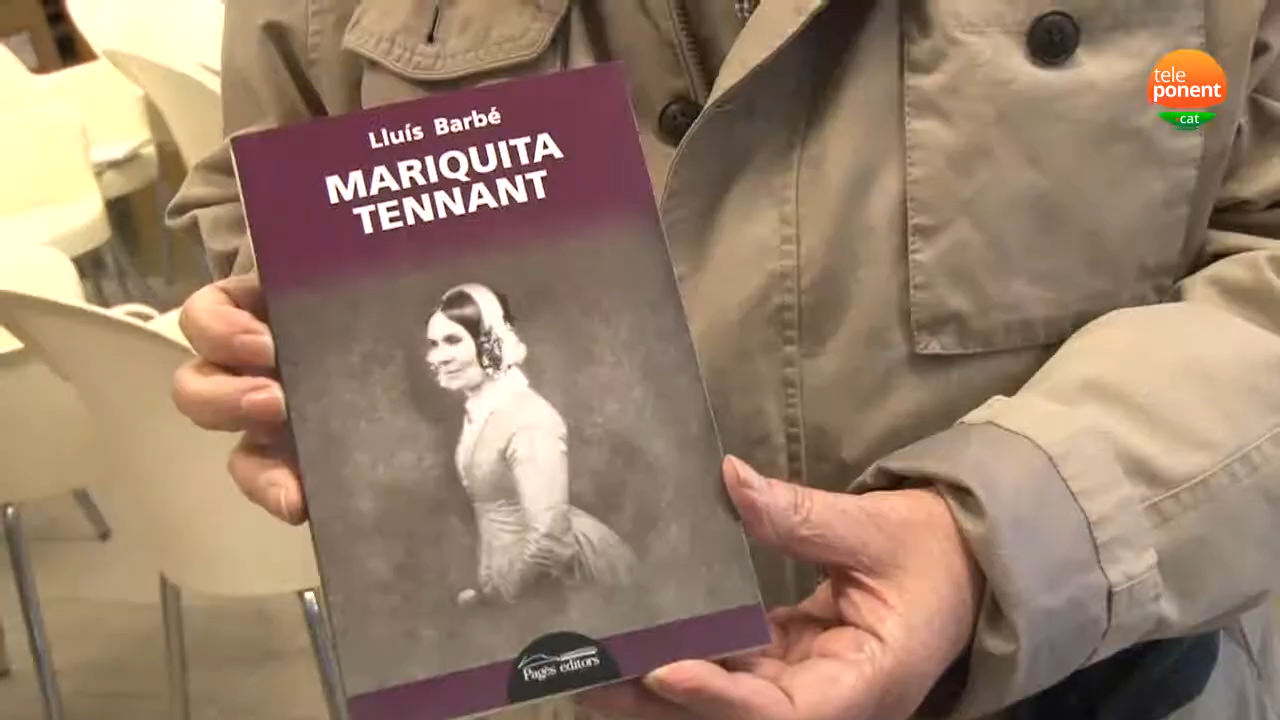 Lluís Barbé
MARIQUITA
TENNANT
Pagès editors
tele
ponent
.cat